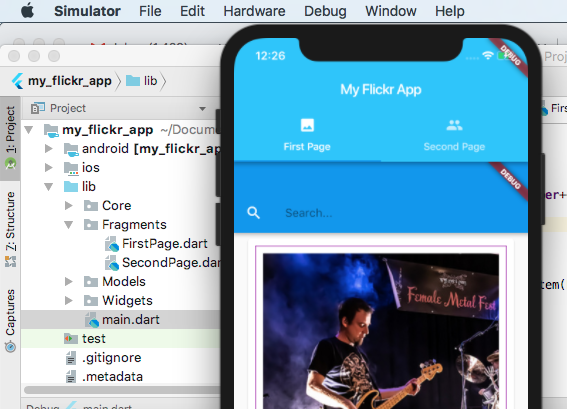 Simulator File Edit Hardware Debug Window Help
my_flickr_app lib
12:26
DEBUG
My Flickr App
First Page Second Page
DEBUG
Search...
Female Metal Fest
1: Project
Z: Structure
Captures
Project
my_flickr_app ~/Docum
android [my_flickr_ap
ios
lib
Core
Fragments
FirstPage.dart
SecondPage.da
Models
Widgets
main.dart
test
.gitignore
.metadata
Debug main.dart